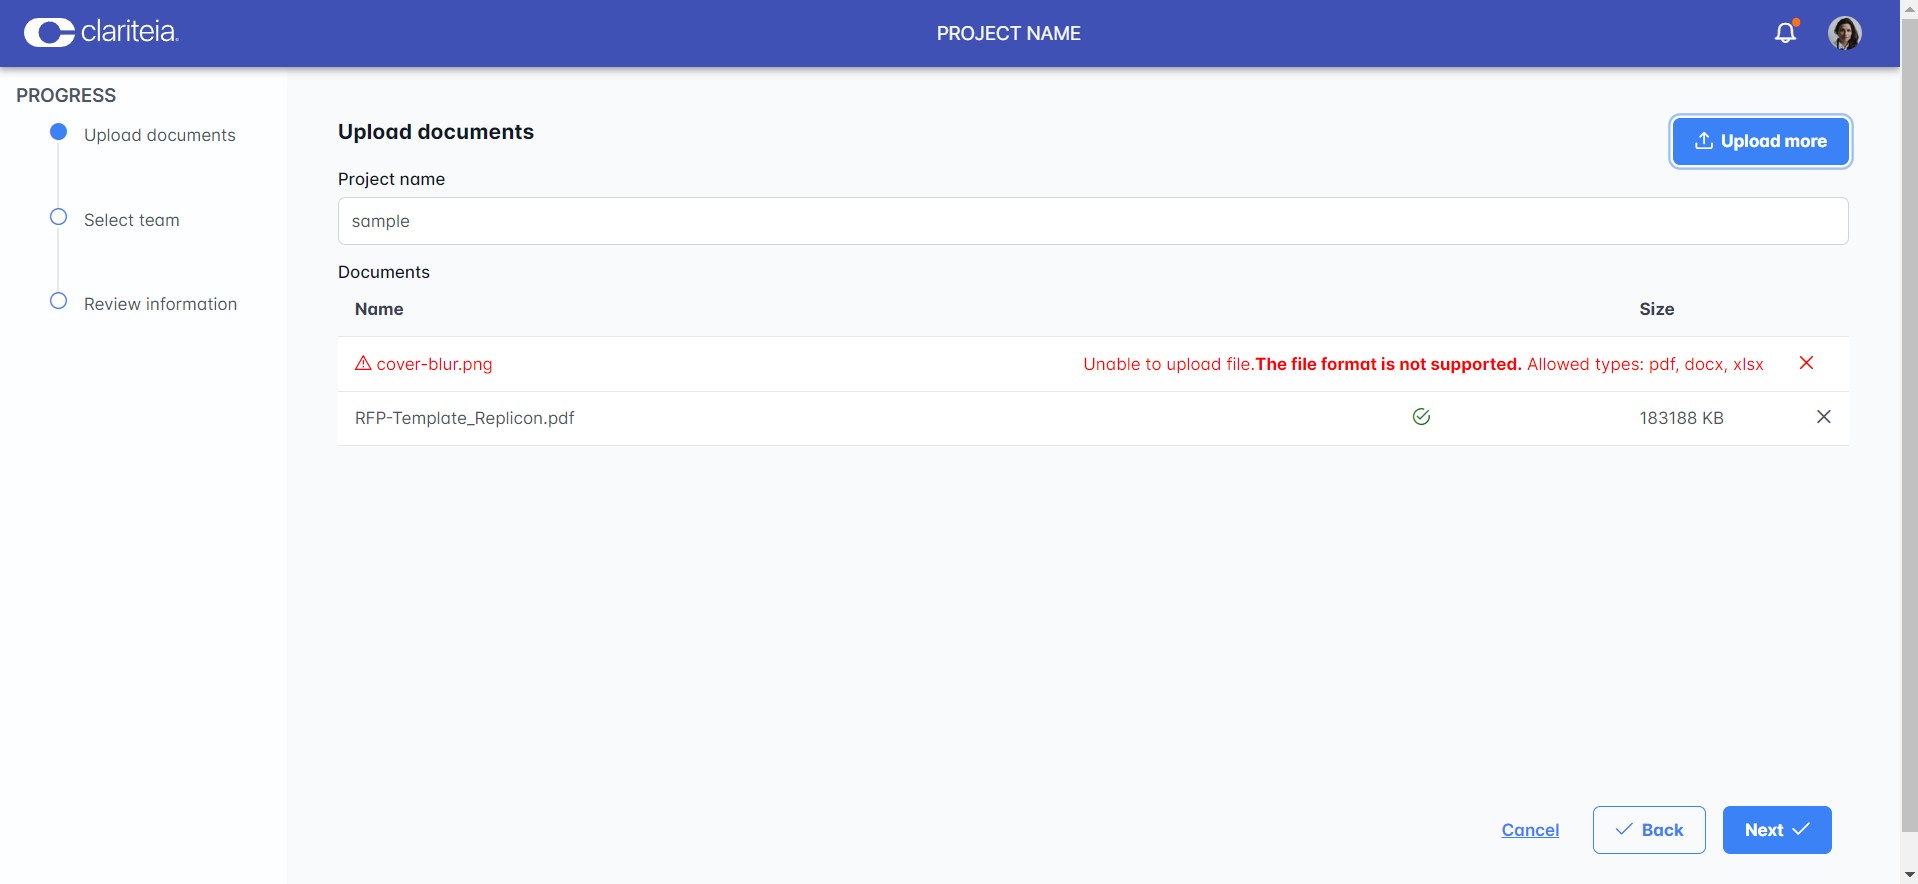 clariteia.
PROJECT NAME
PROGRESS
Upload documents
Select team
Review information
Upload documents
Upload more
Project name
sample
Documents
Name Size
cover-blur.png Unable to upload file.The file format is not supported. Allowed types: pdf, docx, xlsx
RFP-Template_Replicon.pdf 183188 KB
Cancel Back Next